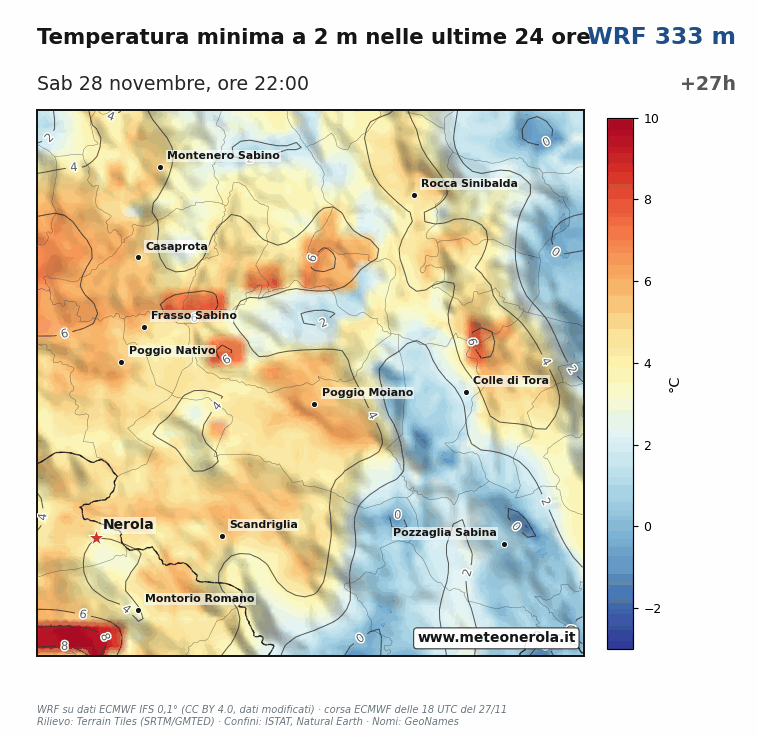 Temperatura minima a 2 m nelle ultime 24 ore WRF 333 m
Sab 28 novembre, ore 22:00 +27h
Montenero Sabino
Rocca Sinibalda
Casaprota
Frasso Sabino
Poggio Nativo
Colle di Tora
Poggio Moiano
Nerola
Scandriglia
Pozzaglia Sabina
Montorio Romano
www.meteonerola.it
10
8
6
4
2
0
−2
°C
WRF su dati ECMWF IFS 0,1° (CC BY 4.0, dati modificati) · corsa ECMWF delle 18 UTC del 27/11
Rilievo: Terrain Tiles (SRTM/GMTED) · Confini: ISTAT, Natural Earth · Nomi: GeoNames